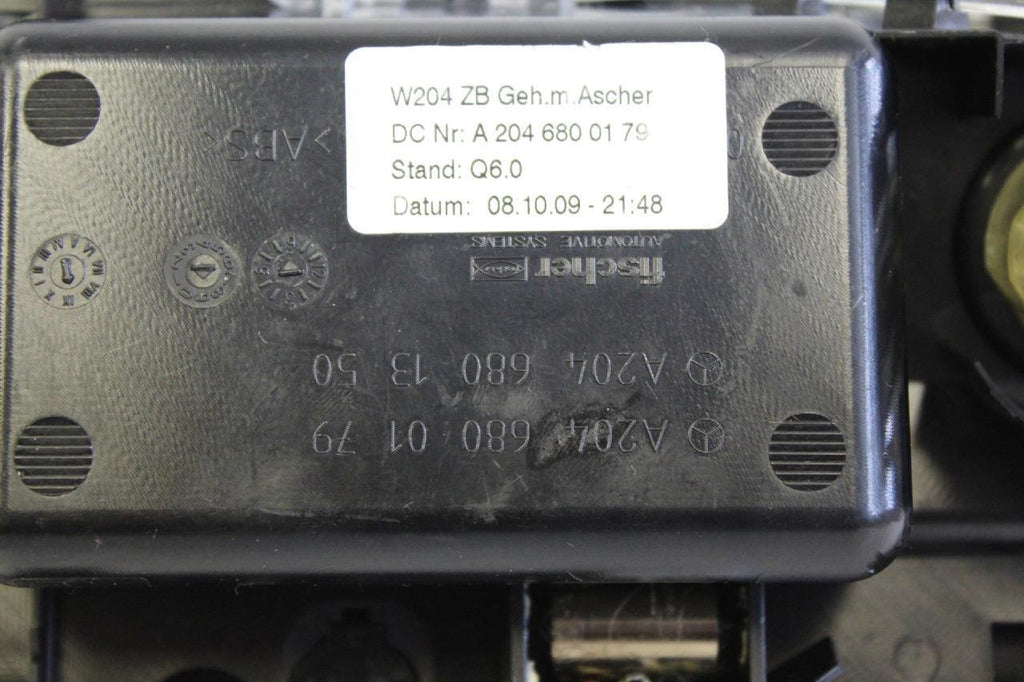 W204 ZB Geh.m.Ascher
DC Nr: A 204 680 01 79
Stand: Q6.0
Datum: 08.10.09 - 21:48
>ABS
fischer
AUTOMOTIVE SYSTEMS
A204 680 13 50
A204 680 01 79